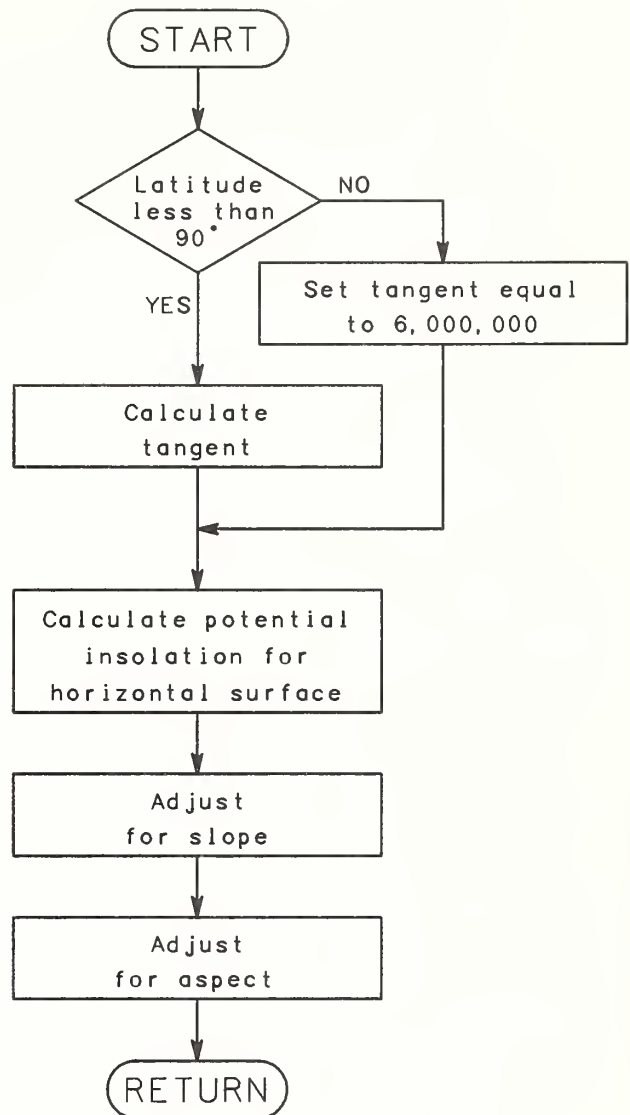 START
Latitude
less than
90°
NO
YES
Set tangent equal
to 6,000,000
Calculate
tangent
Calculate potential
insolation for
horizontal surface
Adjust
for slope
Adjust
for aspect
RETURN